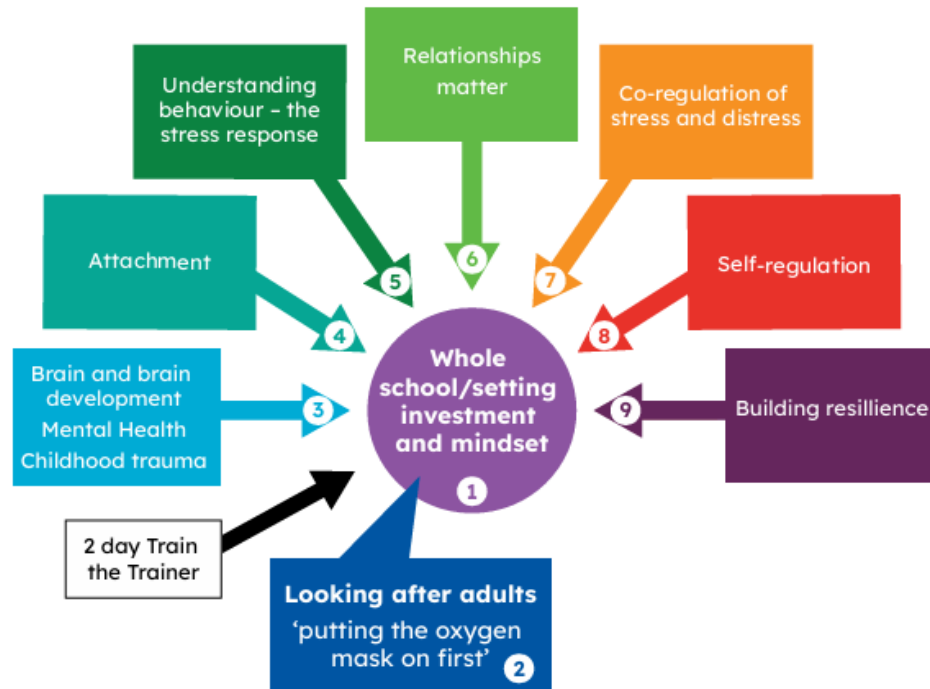 Relationships
matter
6
Understanding
behaviour – the
stress response
5
Co-regulation of
stress and distress
7
Attachment
4
Self-regulation
8
Brain and brain
development
Mental Health
Childhood trauma
3
Whole
school/setting
investment
and mindset
1
Building resillience
9
2 day Train
the Trainer
Looking after adults
‘putting the oxygen
mask on first’
2